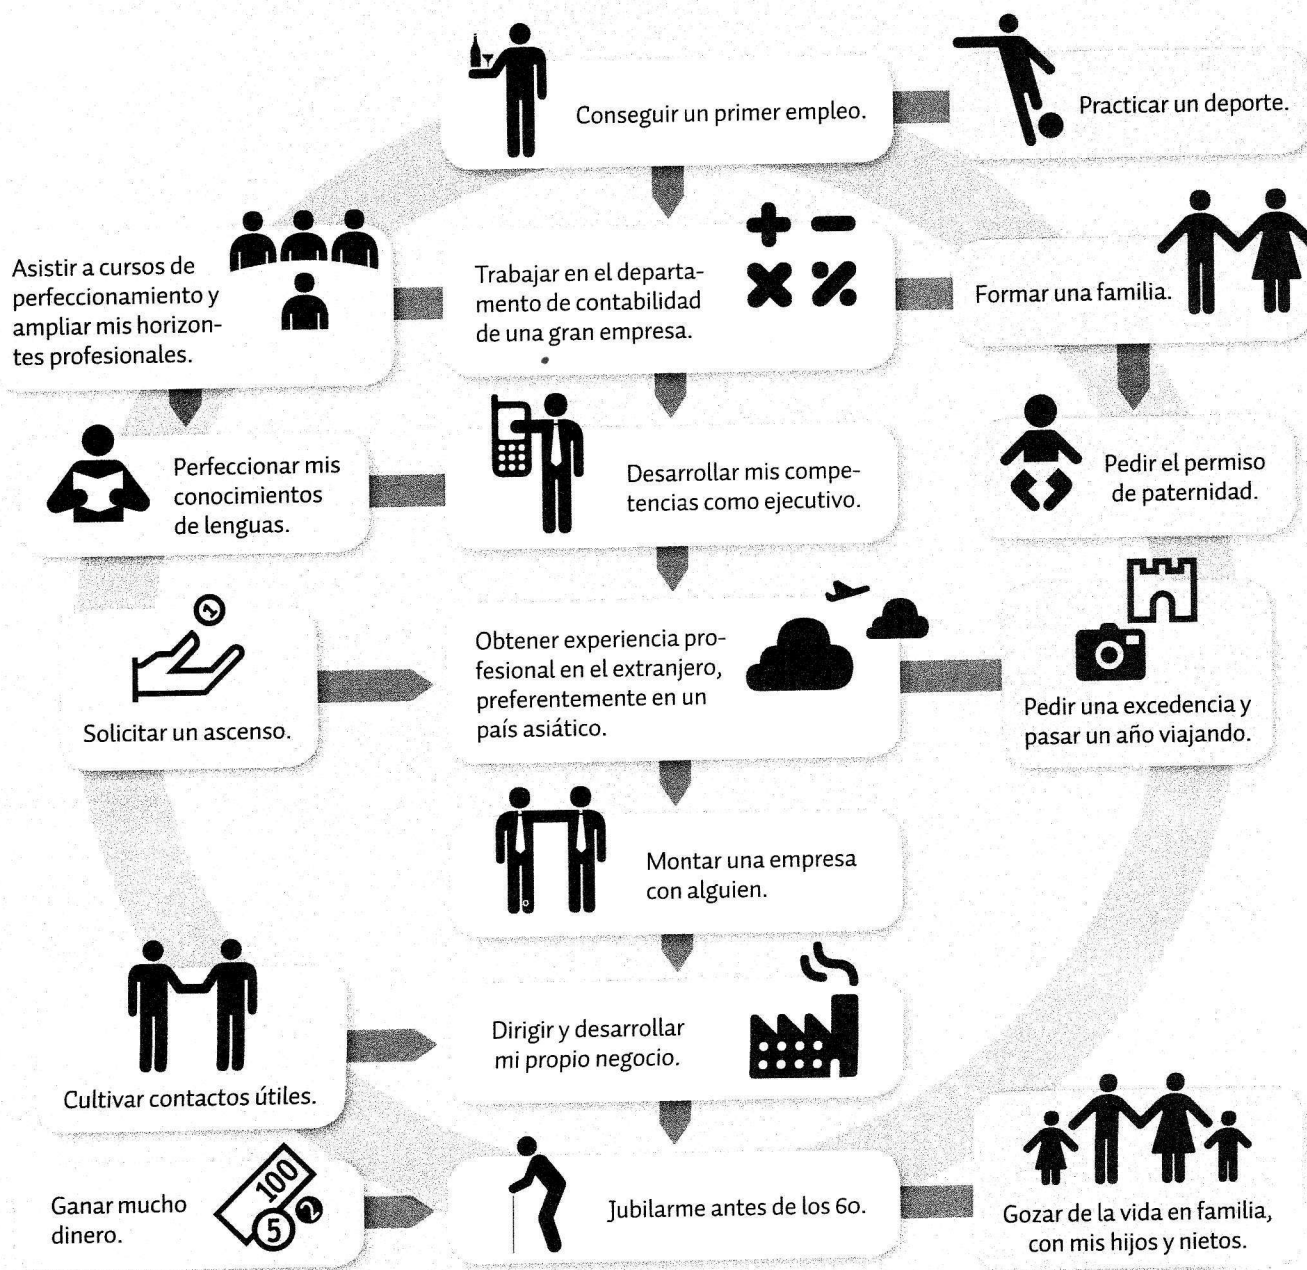 Conseguir un primer empleo.
Practicar un deporte.
Asistir a cursos de
perfeccionamiento y
ampliar mis horizon-
tes profesionales.
Trabajar en el departa-
mento de contabilidad
de una gran empresa.
Formar una familia.
Perfeccionar mis
conocimientos
de lenguas.
Desarrollar mis compe-
tencias como ejecutivo.
Pedir el permiso
de paternidad.
1
Solicitar un ascenso.
Obtener experiencia pro-
fesional en el extranjero,
preferentemente en un
país asiático.
Pedir una excedencia y
pasar un año viajando.
Montar una empresa
con alguien.
Cultivar contactos útiles.
Dirigir y desarrollar
mi propio negocio.
Ganar mucho
dinero.
100
5
2
Jubilarme antes de los 60.
Gozar de la vida en familia,
con mis hijos y nietos.